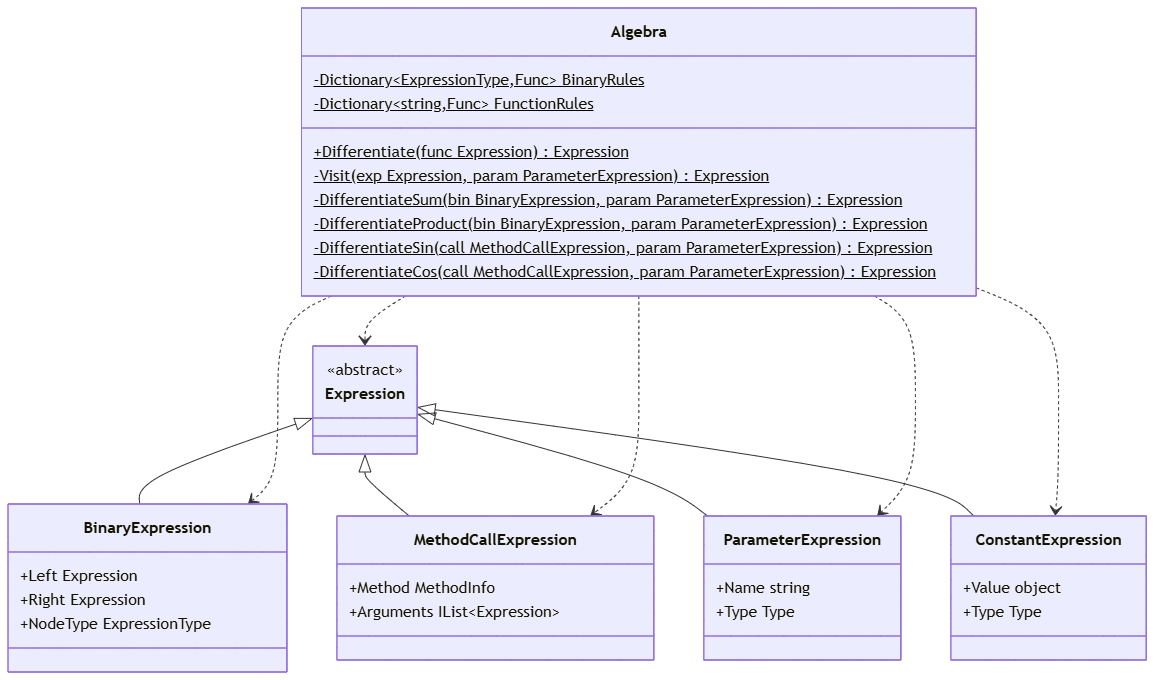 Algebra
-Dictionary<ExpressionType,Func> BinaryRules
-Dictionary<string,Func> FunctionRules
+Differentiate(func Expression) : Expression
-Visit(exp Expression, param ParameterExpression) : Expression
-DifferentiateSum(bin BinaryExpression, param ParameterExpression) : Expression
-DifferentiateProduct(bin BinaryExpression, param ParameterExpression) : Expression
-DifferentiateSin(call MethodCallExpression, param ParameterExpression) : Expression
-DifferentiateCos(call MethodCallExpression, param ParameterExpression) : Expression
«abstract»
Expression
BinaryExpression
+Left Expression
+Right Expression
+NodeType ExpressionType
MethodCallExpression
+Method MethodInfo
+Arguments IList<Expression>
ParameterExpression
+Name string
+Type Type
ConstantExpression
+Value object
+Type Type